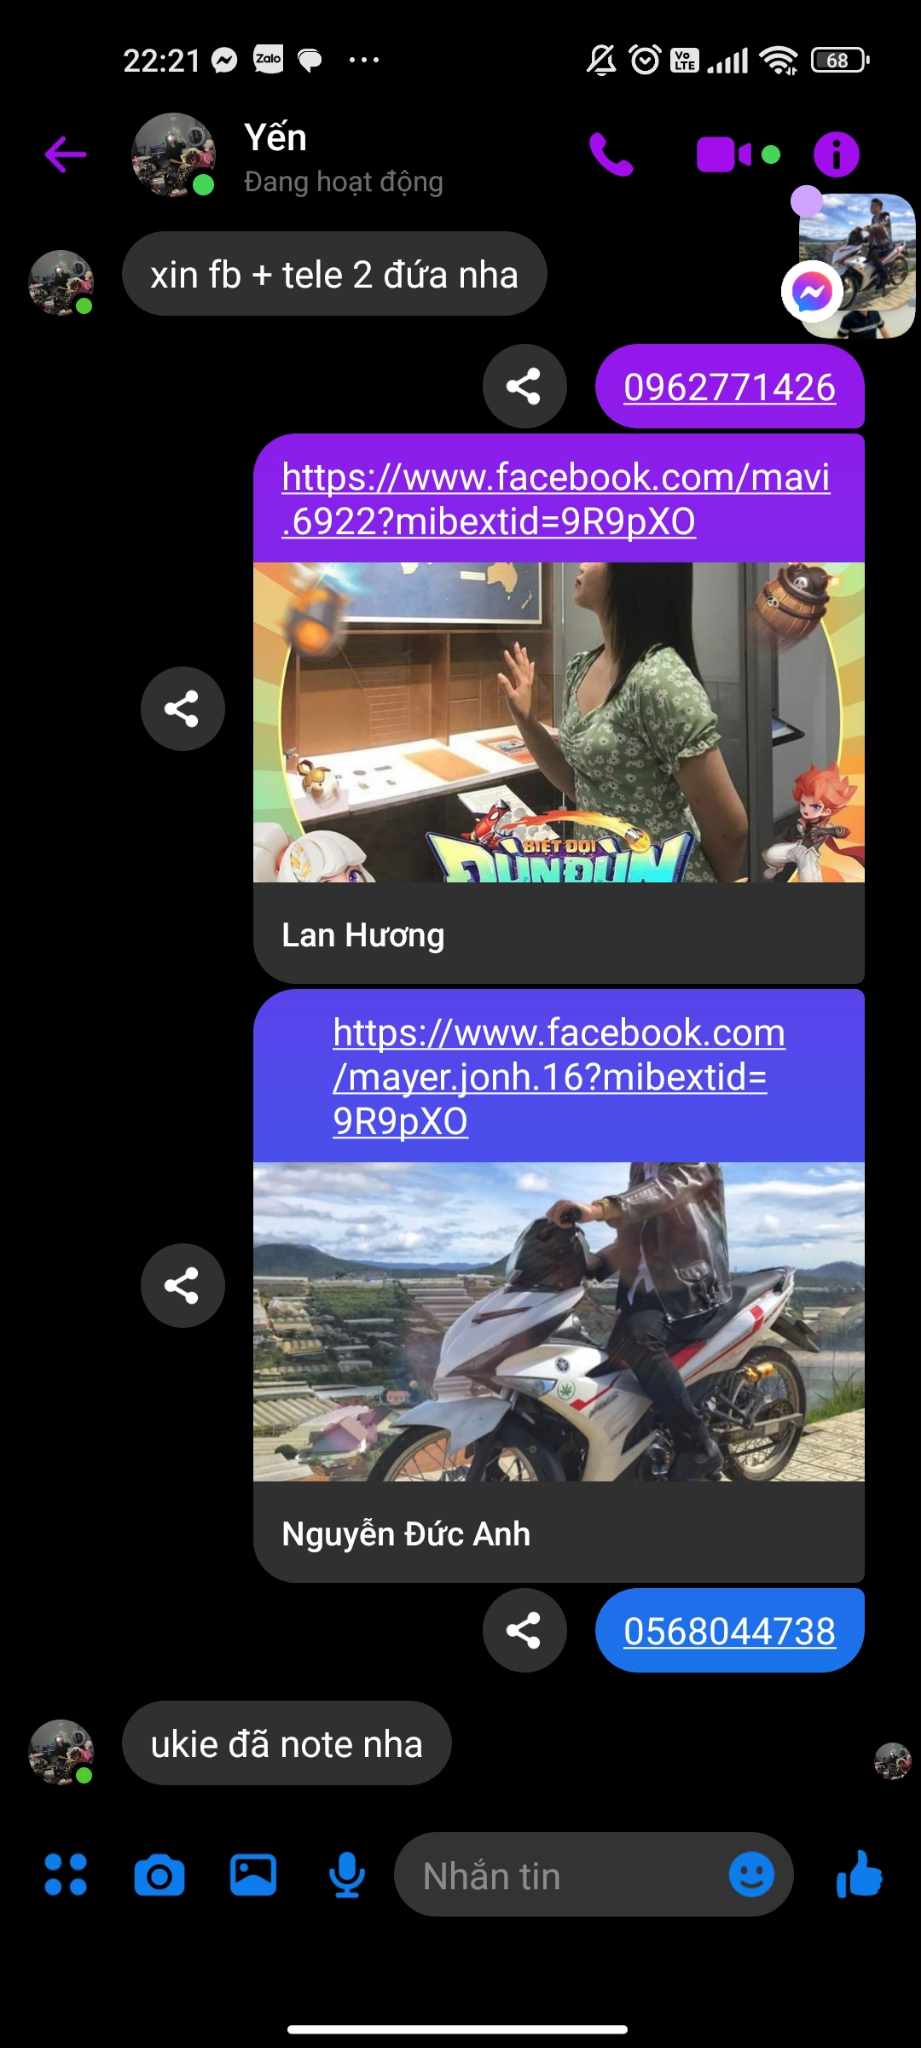 22:21 Zalo ... Vo LTE 68
Yến
Đang hoạt động
xin fb + tele 2 đứa nha
0962771426
https://www.facebook.com/mavi
.6922?mibextid=9R9pXO
BIỆT ĐỘI
ĐÙNĐÙN
Lan Hương
https://www.facebook.com
/mayer.jonh.16?mibextid=
9R9pXO
Nguyễn Đức Anh
0568044738
ukie đã note nha
Nhắn tin